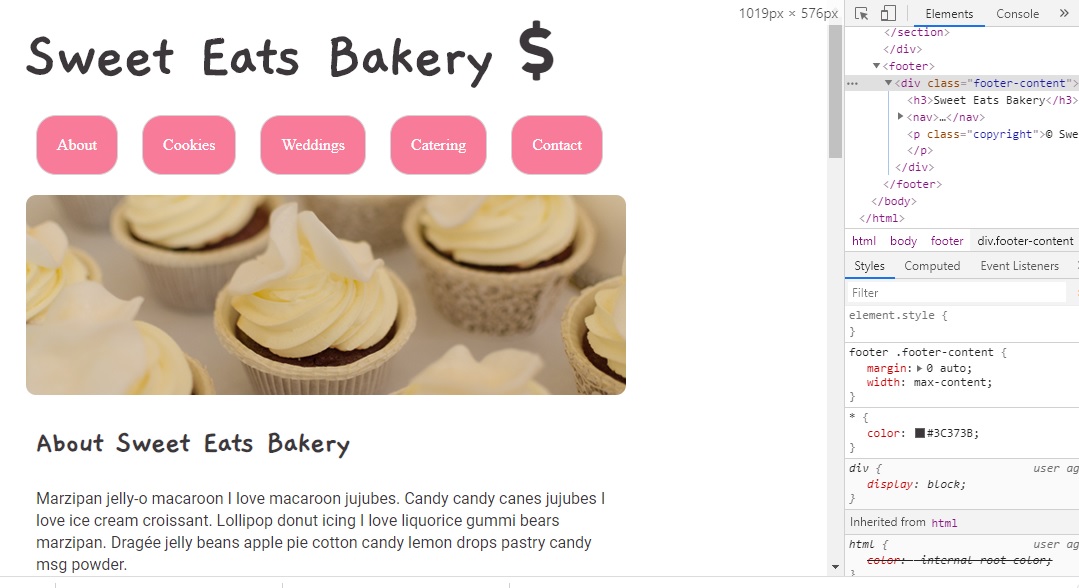 Sweet Eats Bakery $
About Cookies Weddings Catering Contact
About Sweet Eats Bakery
Marzipan jelly-o macaroon I love macaroon jujubes. Candy candy canes jujubes I
love ice cream croissant. Lollipop donut icing I love liquorice gummi bears
marzipan. Dragée jelly beans apple pie cotton candy lemon drops pastry candy
msg powder.
1019px × 576px
Elements Console »
</section>
</div>
▼<footer>
… ▼<div class="footer-content">
<h3>Sweet Eats Bakery</h3>
▶<nav>…</nav>
<p class="copyright">© Swe
</p>
</div>
</footer>
</body>
</html>
html body footer div.footer-content
Styles Computed Event Listeners
Filter
element.style {
}
footer .footer-content {
margin: ▶ 0 auto;
width: max-content;
}
* {
color: #3C373B;
}
div { user ag
display: block;
}
Inherited from html
html { user ag
color: -internal-root-color;
}